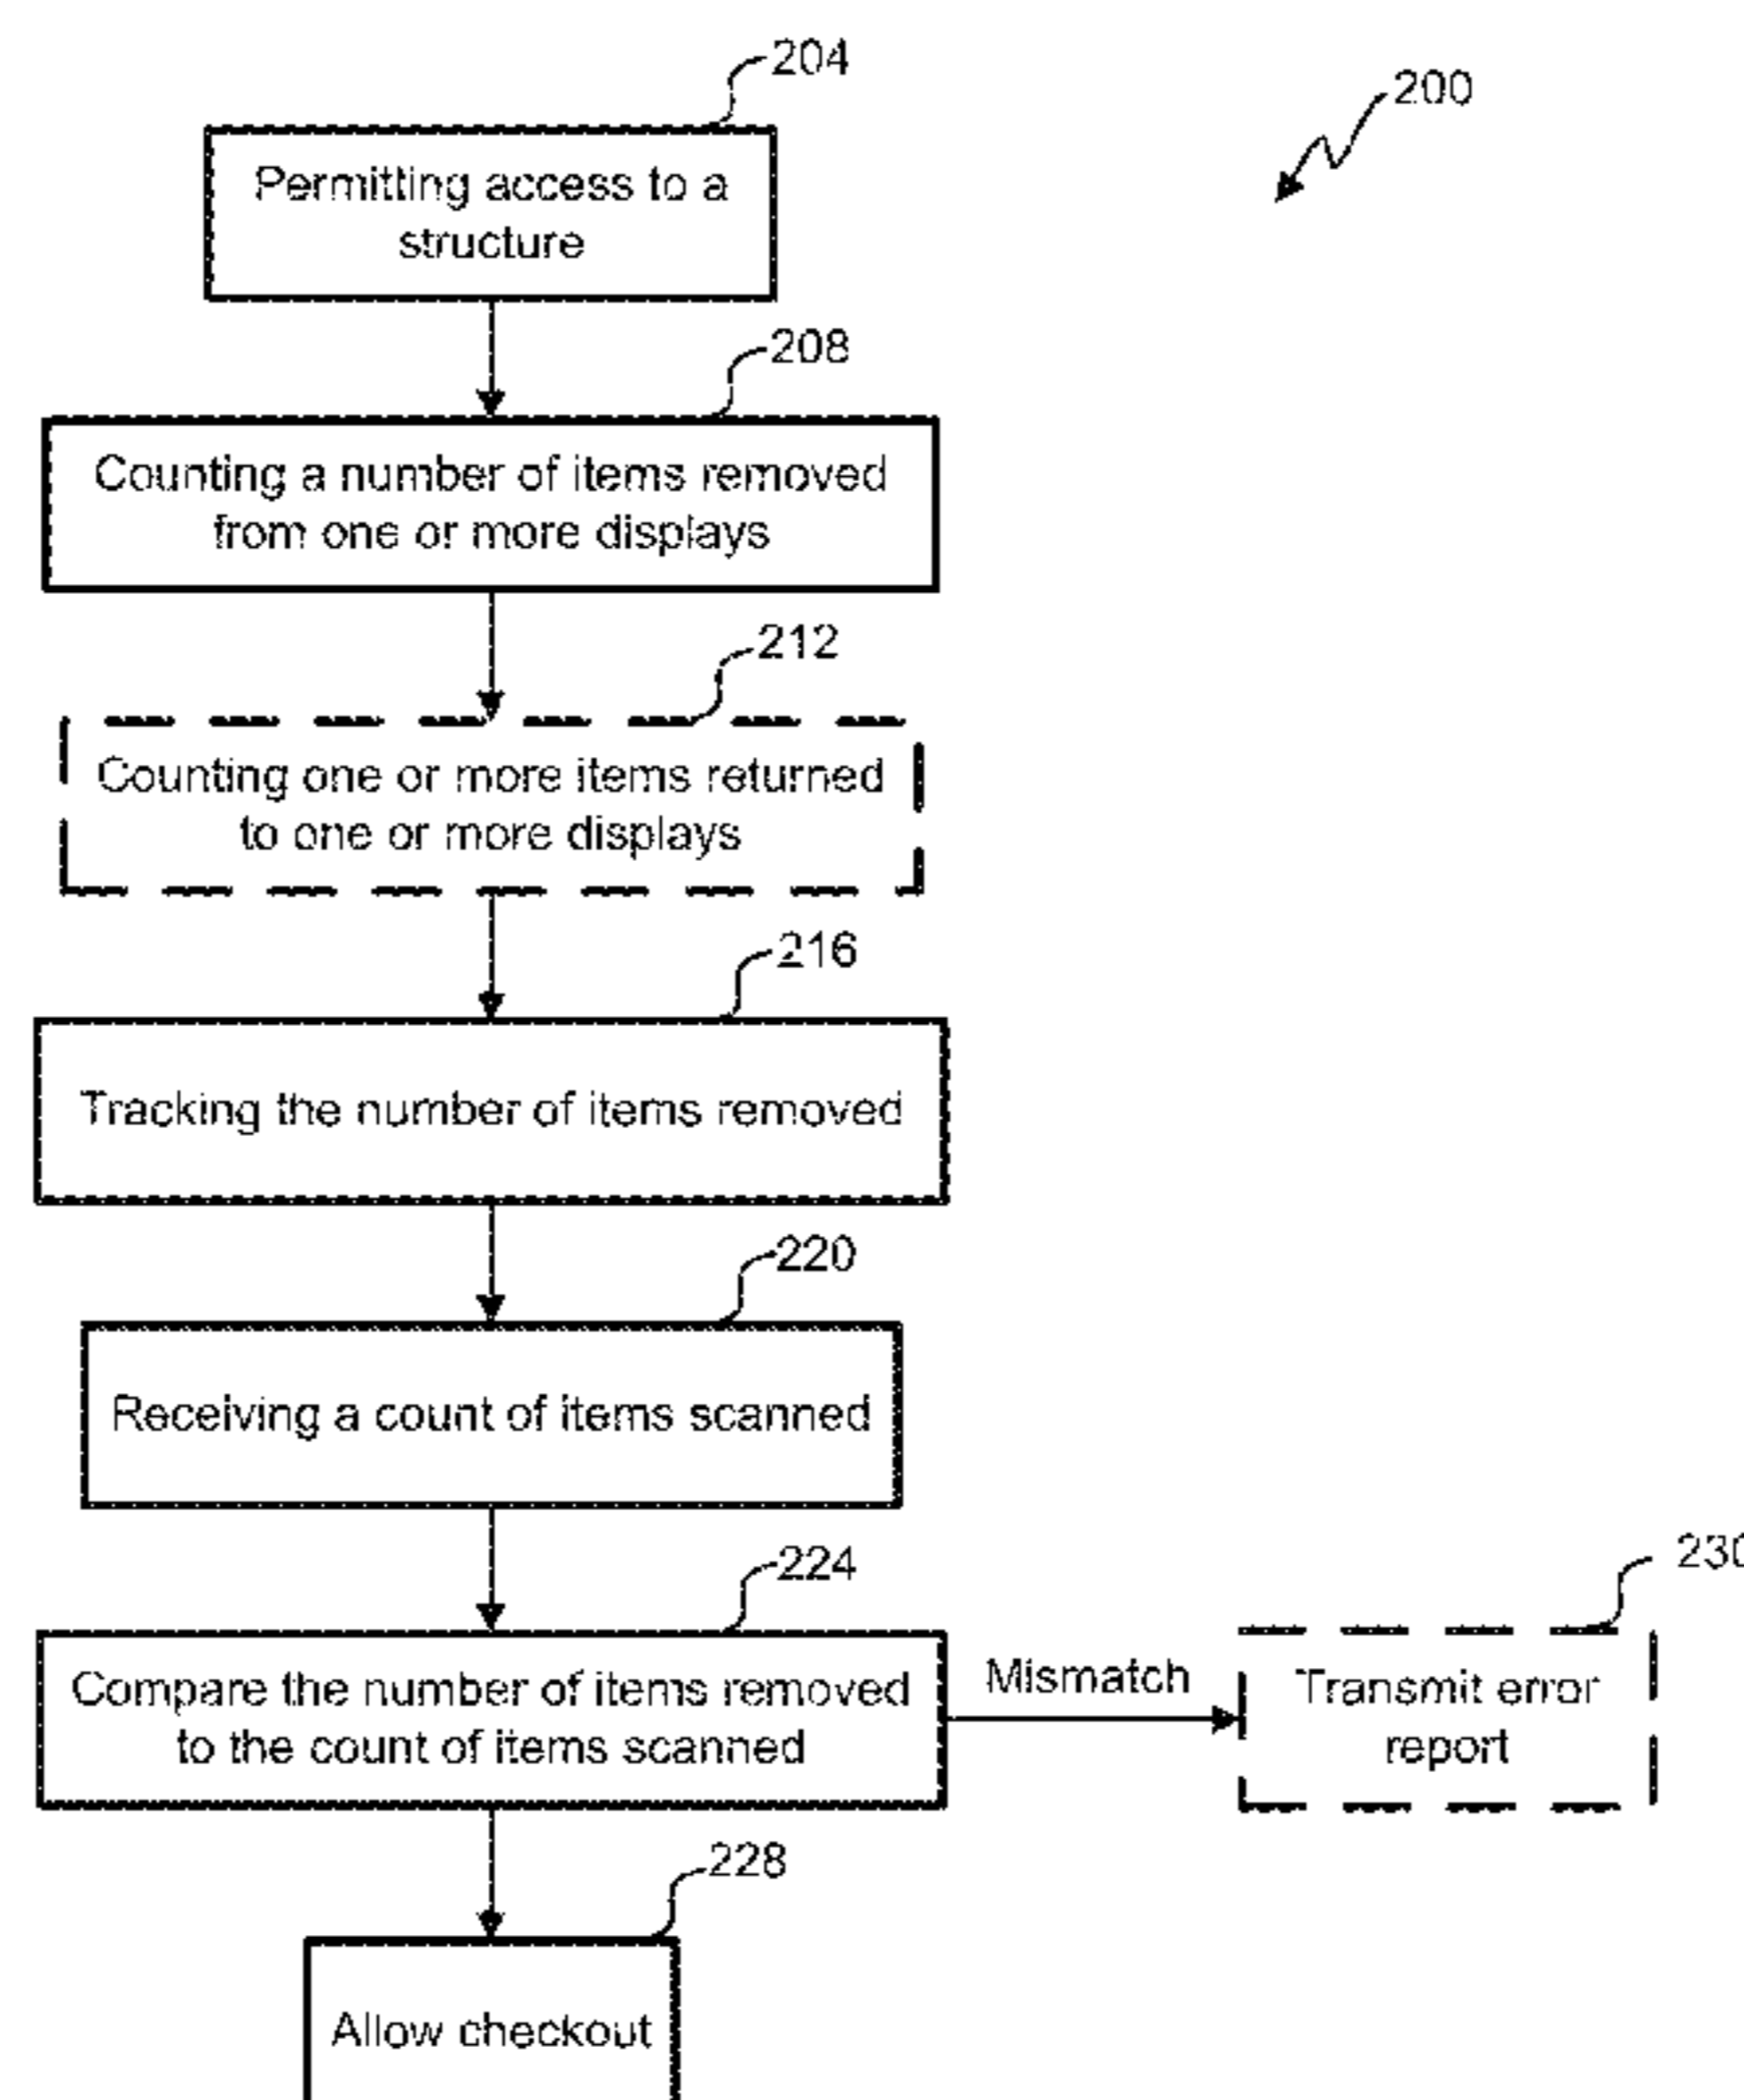 204
200
Permitting access to a
structure
208
Counting a number of items removed
from one or more displays
212
Counting one or more items returned
to one or more displays
216
Tracking the number of items removed
220
Receiving a count of items scanned
224
230
Compare the number of items removed
to the count of items scanned
Mismatch
Transmit error
report
228
Allow checkout